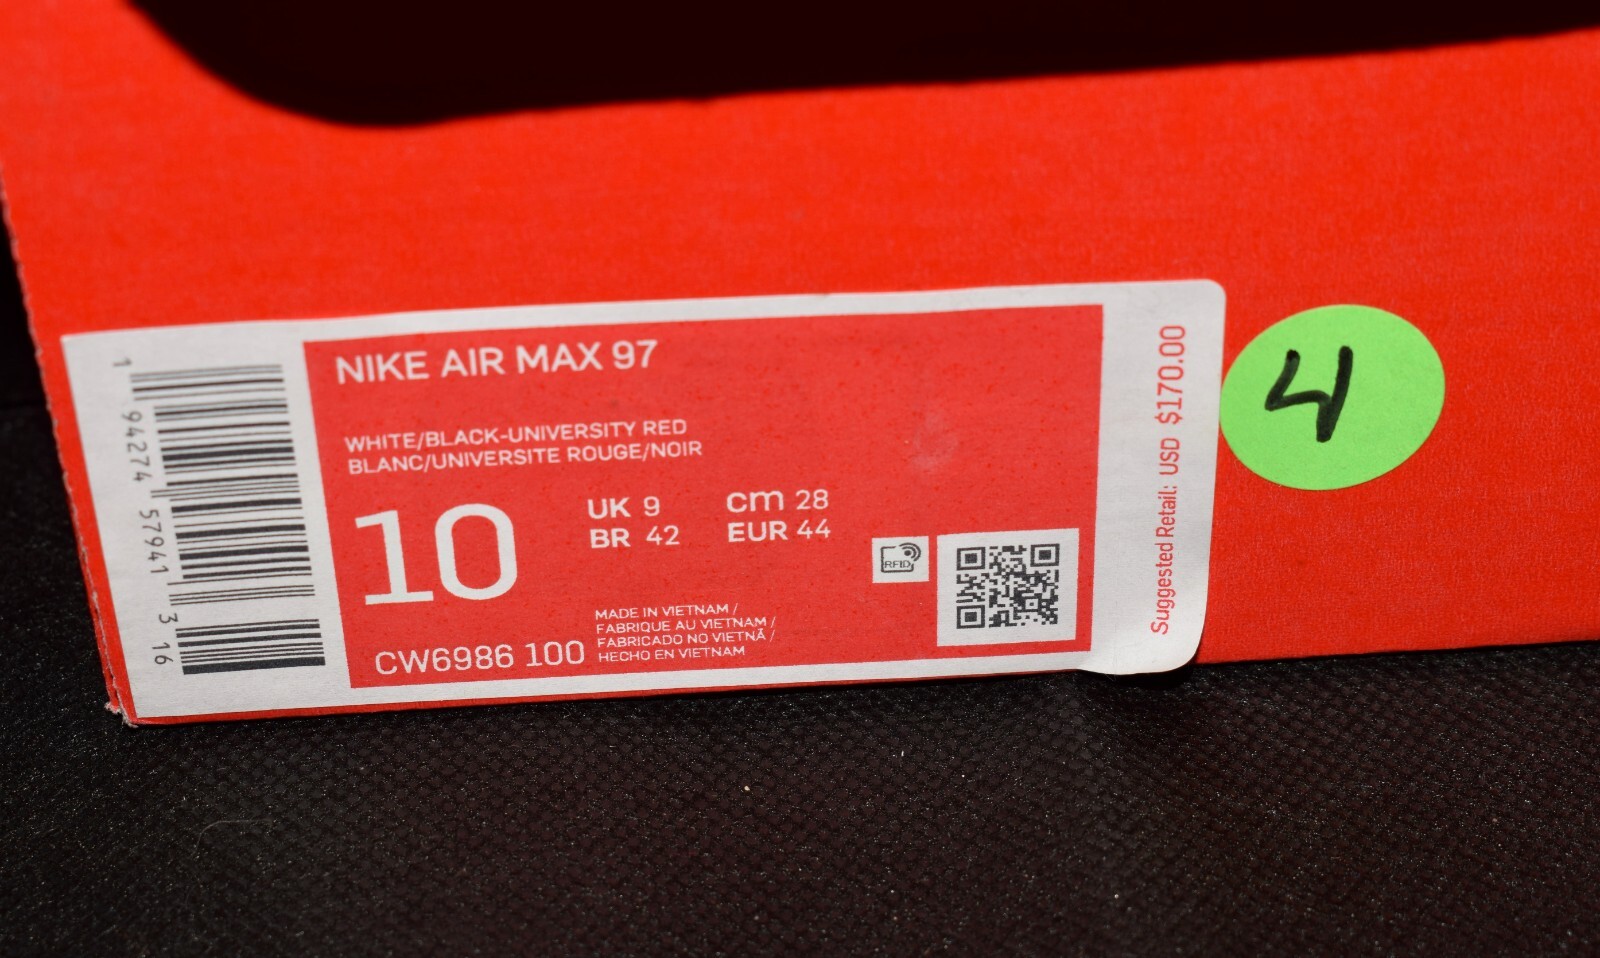 NIKE AIR MAX 97
WHITE/BLACK-UNIVERSITY RED
BLANC/UNIVERSITE ROUGE/NOIR
10
UK 9
cm 28
BR 42
EUR 44
RFID
CW6986 100
MADE IN VIETNAM /
FABRIQUE AU VIETNAM /
FABRICADO NO VIETNÃ /
HECHO EN VIETNAM
1 94274 57941 3 16
Suggested Retail: USD $170.00
4